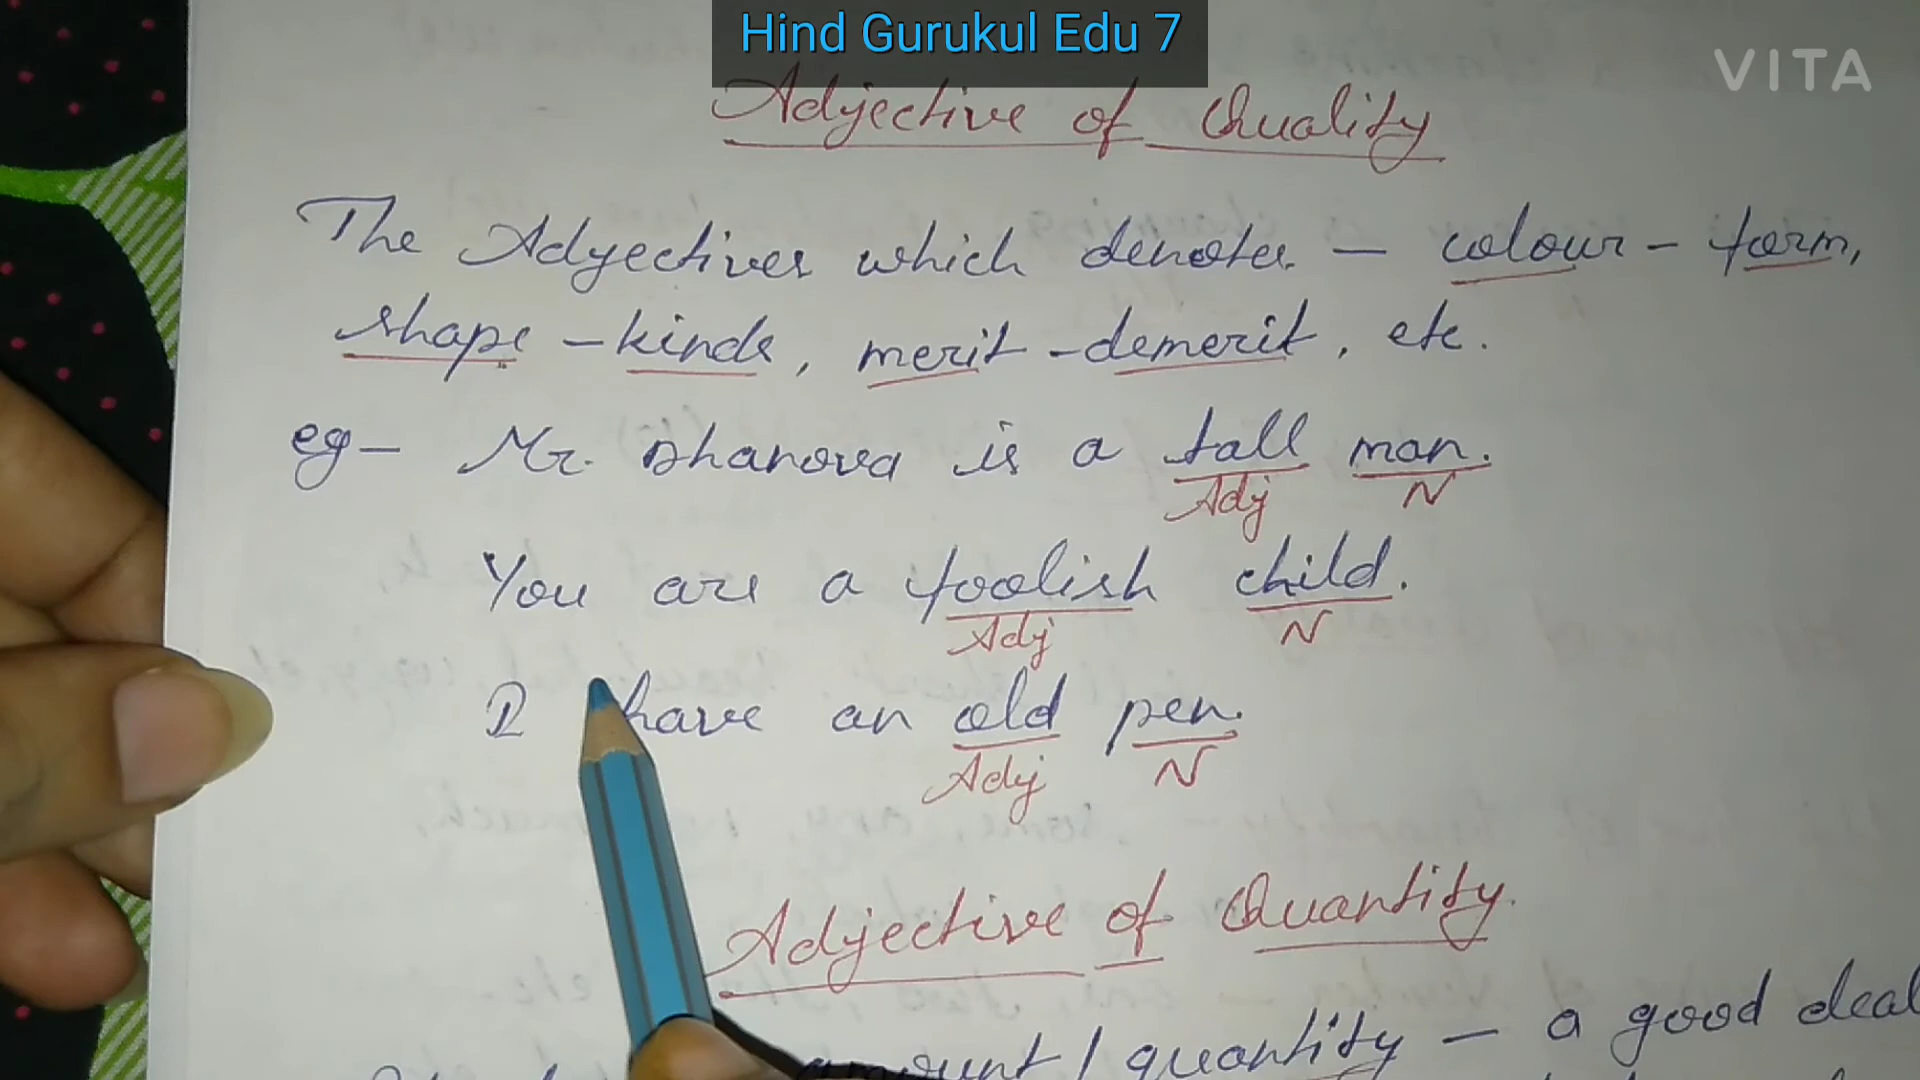 Hind Gurukul Edu 7
VITA
Adjective of Quality
The Adjectives which denotes – colour – form,
shape – kinds, merit – demerit, etc.
eg – Mr. Dhanova is a tall man.
Adj N
You are a foolish child.
Adj N
I have an old pen.
Adj N
Adjective of Quantity.
amount / quantity – a good deal